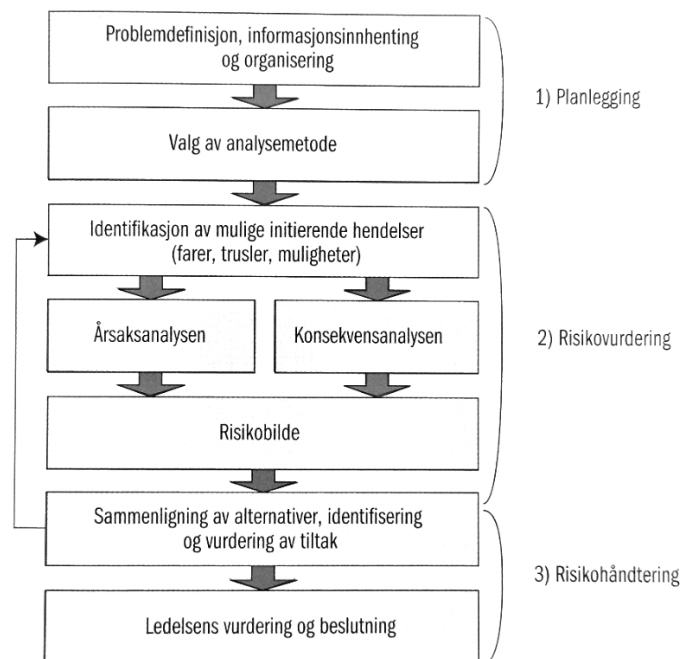 Problemdefinisjon, informasjonsinnhenting
og organisering
1) Planlegging
Valg av analysemetode
Identifikasjon av mulige initierende hendelser
(farer, trusler, muligheter)
Årsaksanalysen
Konsekvensanalysen
2) Risikovurdering
Risikobilde
Sammenligning av alternativer, identifisering
og vurdering av tiltak
3) Risikohåndtering
Ledelsens vurdering og beslutning